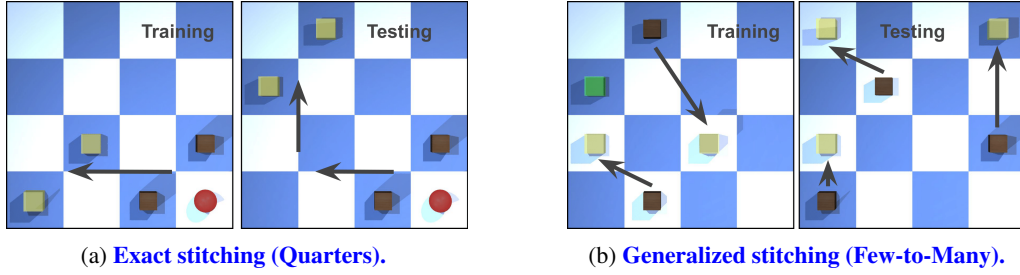 Training
Testing
Training
Testing
(a) Exact stitching (Quarters).
(b) Generalized stitching (Few-to-Many).